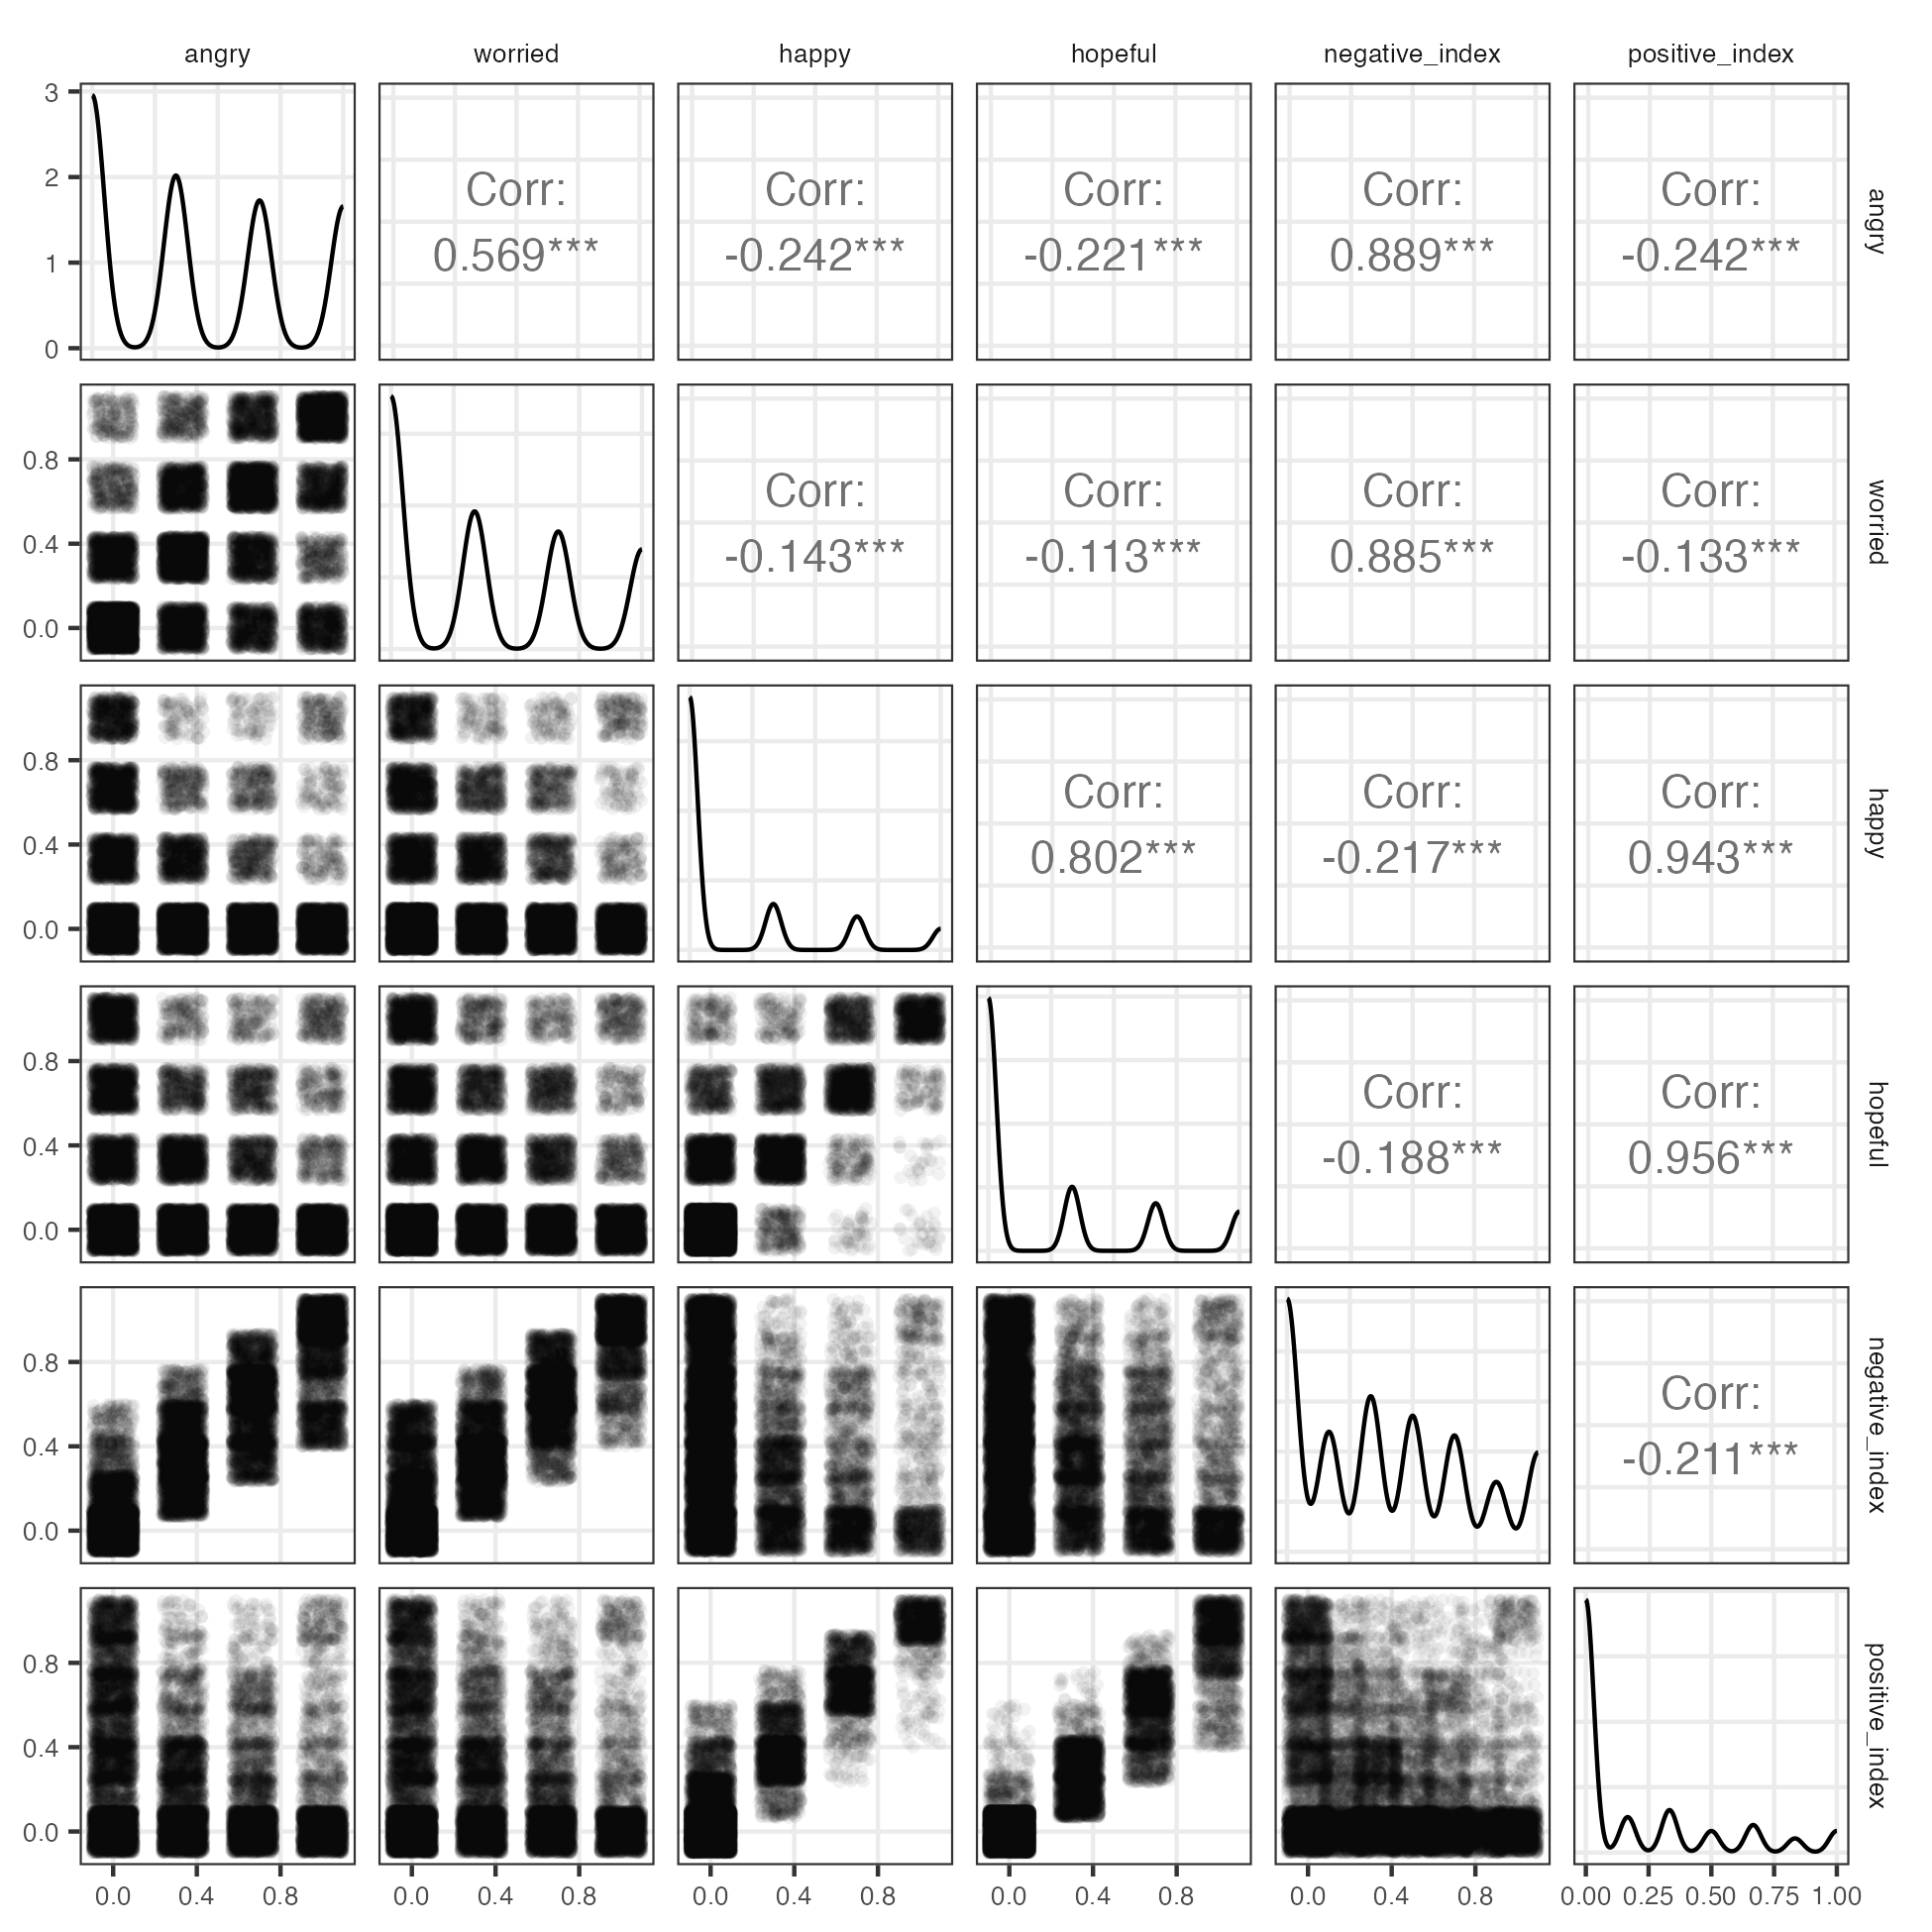 angry worried happy hopeful negative_index positive_index
3
2
1
0
Corr: Corr: Corr: Corr: Corr:
0.569*** -0.242*** -0.221*** 0.889*** -0.242***
angry
0.8
0.4
0.0
Corr: Corr: Corr: Corr:
-0.143*** -0.113*** 0.885*** -0.133***
worried
0.8
0.4
0.0
Corr: Corr: Corr:
0.802*** -0.217*** 0.943***
happy
0.8
0.4
0.0
Corr: Corr:
-0.188*** 0.956***
hopeful
0.8
0.4
0.0
Corr:
-0.211***
negative_index
0.8
0.4
0.0
positive_index
0.0 0.4 0.8 0.0 0.4 0.8 0.0 0.4 0.8 0.0 0.4 0.8 0.0 0.4 0.8 0.00 0.25 0.50 0.75 1.00